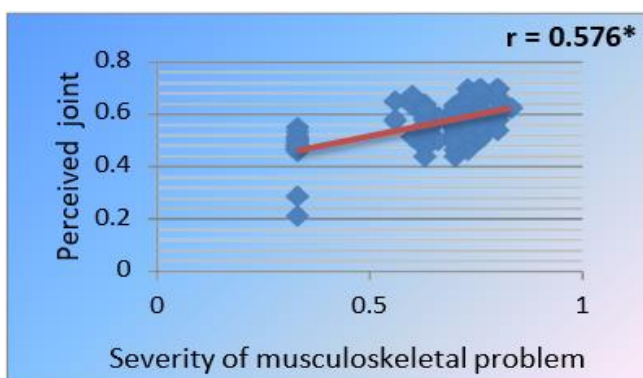 r = 0.576*
Perceived joint
0.8
0.6
0.4
0.2
0
0
0.5
1
Severity of musculoskeletal problem